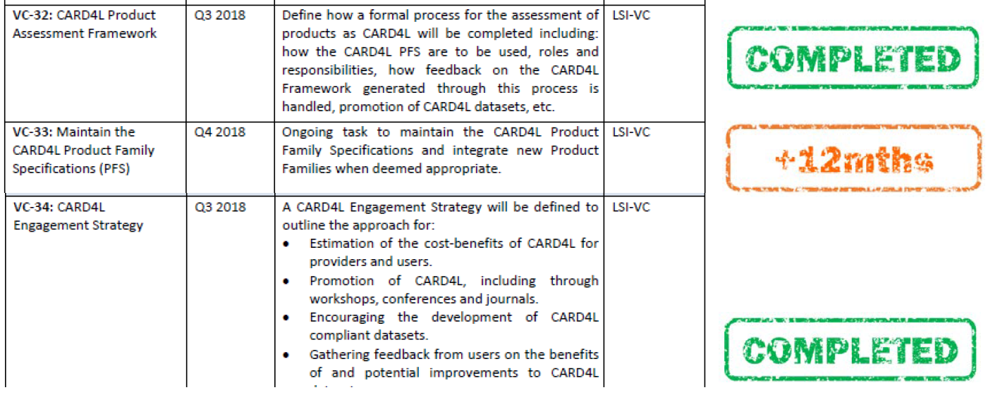 VC-32: CARD4L Product
Assessment Framework
Q3 2018
Define how a formal process for the assessment of
products as CARD4L will be completed including:
how the CARD4L PFS are to be used, roles and
responsibilities, how feedback on the CARD4L
Framework generated through this process is
handled, promotion of CARD4L datasets, etc.
LSI-VC
COMPLETED
VC-33: Maintain the
CARD4L Product Family
Specifications (PFS)
Q4 2018
Ongoing task to maintain the CARD4L Product
Family Specifications and integrate new Product
Families when deemed appropriate.
LSI-VC
+12mths
VC-34: CARD4L
Engagement Strategy
Q3 2018
A CARD4L Engagement Strategy will be defined to
outline the approach for:
• Estimation of the cost-benefits of CARD4L for
providers and users.
• Promotion of CARD4L, including through
workshops, conferences and journals.
• Encouraging the development of CARD4L
compliant datasets.
• Gathering feedback from users on the benefits
of and potential improvements to CARD4L
LSI-VC
COMPLETED